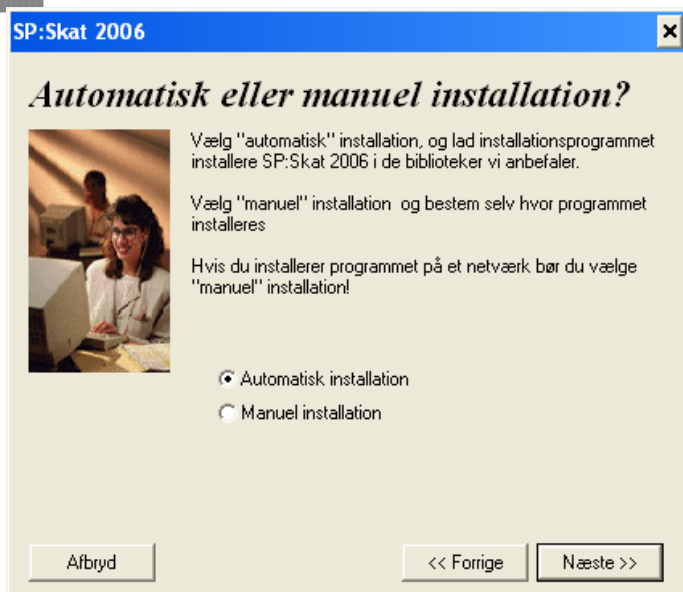 SP:Skat 2006
Automatisk eller manuel installation?
Vælg "automatisk" installation, og lad installationsprogrammet
installere SP:Skat 2006 i de biblioteker vi anbefaler.
Vælg "manuel" installation og bestem selv hvor programmet
installeres
Hvis du installerer programmet på et netværk bør du vælge
"manuel" installation!
Automatisk installation
Manuel installation
Afbryd
<< Forrige
Næste >>